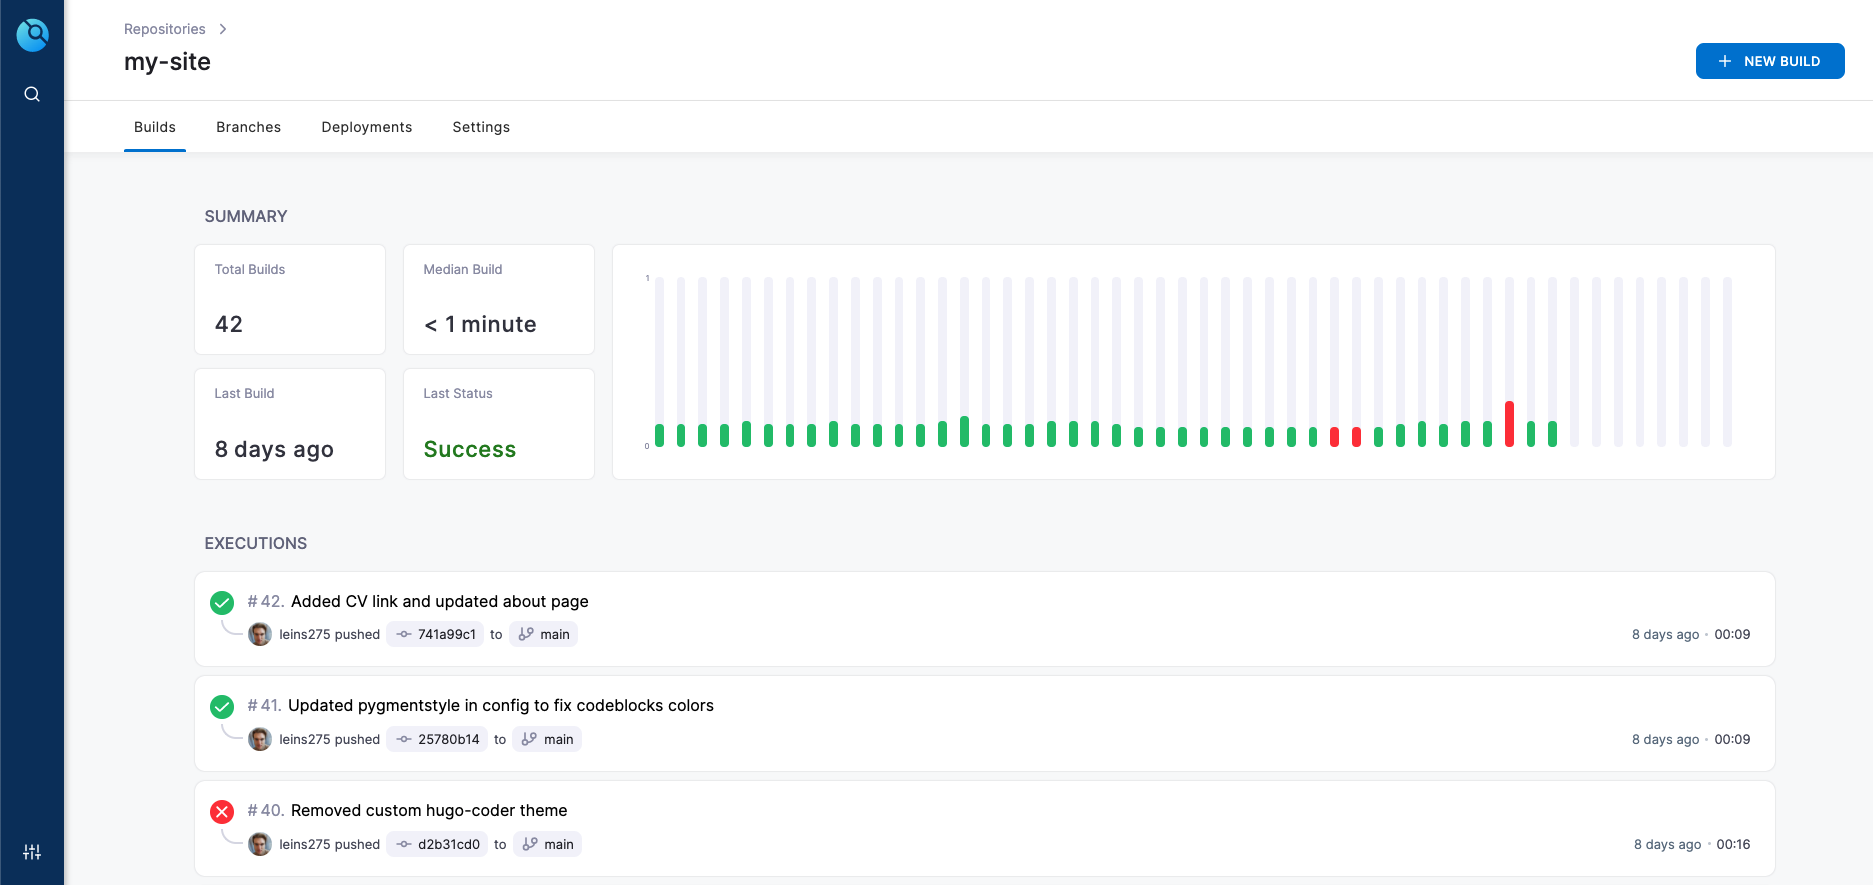 Repositories
my-site
NEW BUILD
Builds Branches Deployments Settings
SUMMARY
Total Builds
42
Median Build
< 1 minute
Last Build
8 days ago
Last Status
Success
1
0
EXECUTIONS
#42. Added CV link and updated about page
leins275 pushed 741a99c1 to main 8 days ago · 00:09
#41. Updated pygmentstyle in config to fix codeblocks colors
leins275 pushed 25780b14 to main 8 days ago · 00:09
#40. Removed custom hugo-coder theme
leins275 pushed d2b31cd0 to main 8 days ago · 00:16